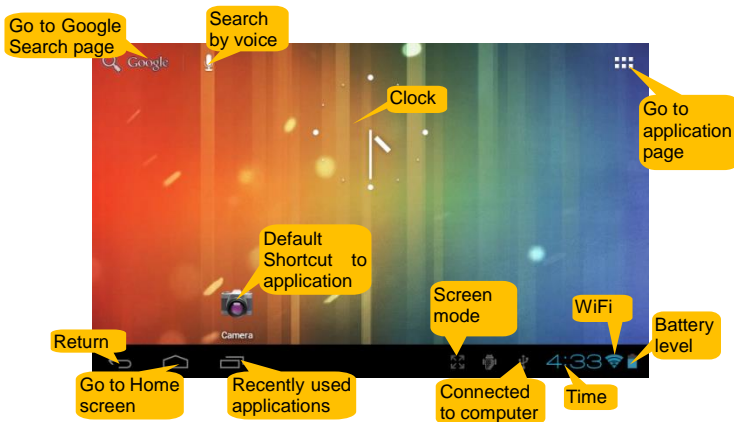 Go to Google
Search page
Search
by voice
Google
Clock
Go to
application
page
Default
Shortcut to
application
Camera
Screen
mode
WiFi
Battery
level
Return
4:33
Go to Home
screen
Recently used
applications
Connected
to computer
Time